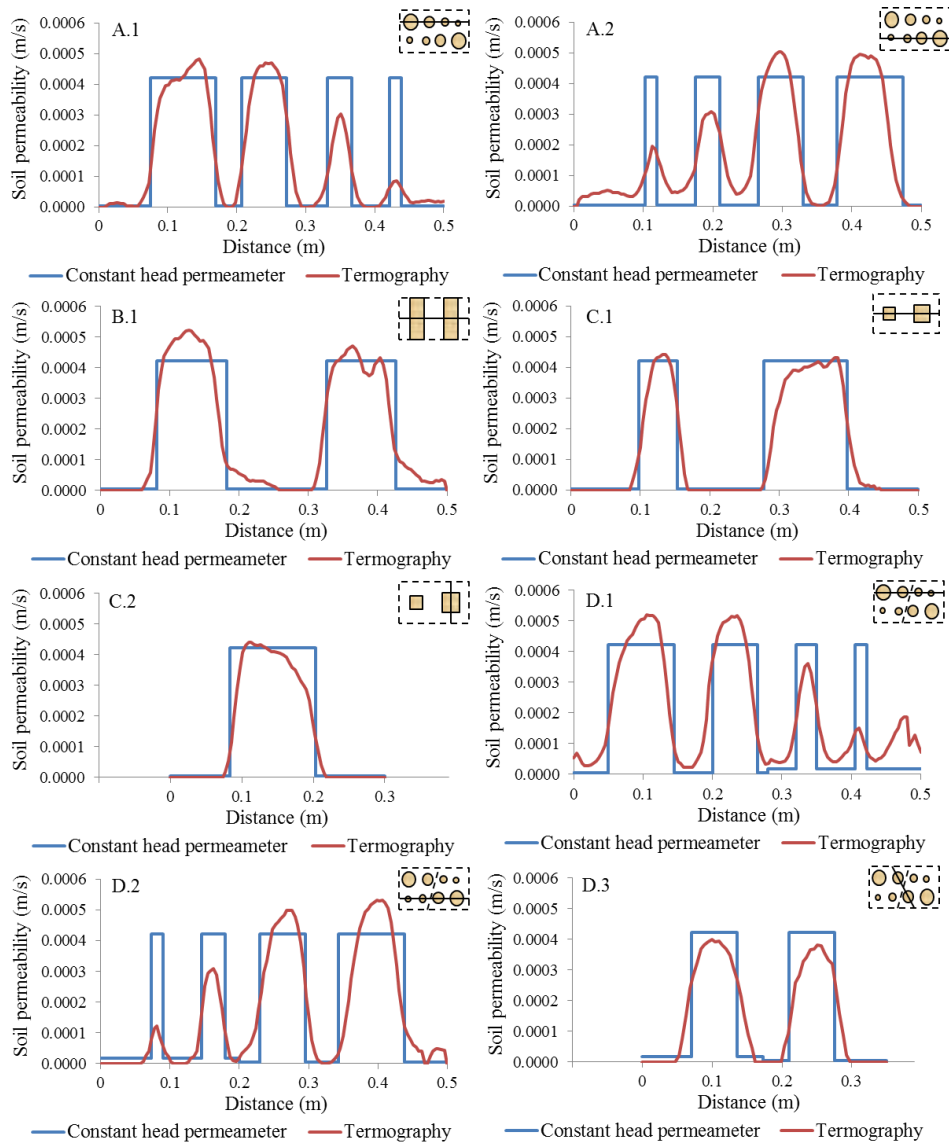 A.1
Soil permeability (m/s)
0.0006
0.0005
0.0004
0.0003
0.0002
0.0001
0.0000
0 0.1 0.2 0.3 0.4 0.5
Distance (m)
Constant head permeameter Termography
A.2
Soil permeability (m/s)
0.0006
0.0005
0.0004
0.0003
0.0002
0.0001
0.0000
0 0.1 0.2 0.3 0.4 0.5
Distance (m)
Constant head permeameter Termography
B.1
Soil permeability (m/s)
0.0006
0.0005
0.0004
0.0003
0.0002
0.0001
0.0000
0 0.1 0.2 0.3 0.4 0.5
Distance (m)
Constant head permeameter Termography
C.1
Soil permeability (m/s)
0.0006
0.0005
0.0004
0.0003
0.0002
0.0001
0.0000
0 0.1 0.2 0.3 0.4 0.5
Distance (m)
Constant head permeameter Termography
C.2
Soil permeability (m/s)
0.0006
0.0005
0.0004
0.0003
0.0002
0.0001
0.0000
0 0.1 0.2 0.3
Distance (m)
Constant head permeameter Termography
D.1
Soil permeability (m/s)
0.0006
0.0005
0.0004
0.0003
0.0002
0.0001
0.0000
0 0.1 0.2 0.3 0.4 0.5
Distance (m)
Constant head permeameter Termography
D.2
Soil permeability (m/s)
0.0006
0.0005
0.0004
0.0003
0.0002
0.0001
0.0000
0 0.1 0.2 0.3 0.4 0.5
Distance (m)
Constant head permeameter Termography
D.3
Soil permeability (m/s)
0.0006
0.0005
0.0004
0.0003
0.0002
0.0001
0.0000
0 0.1 0.2 0.3
Distance (m)
Constant head permeameter Termography